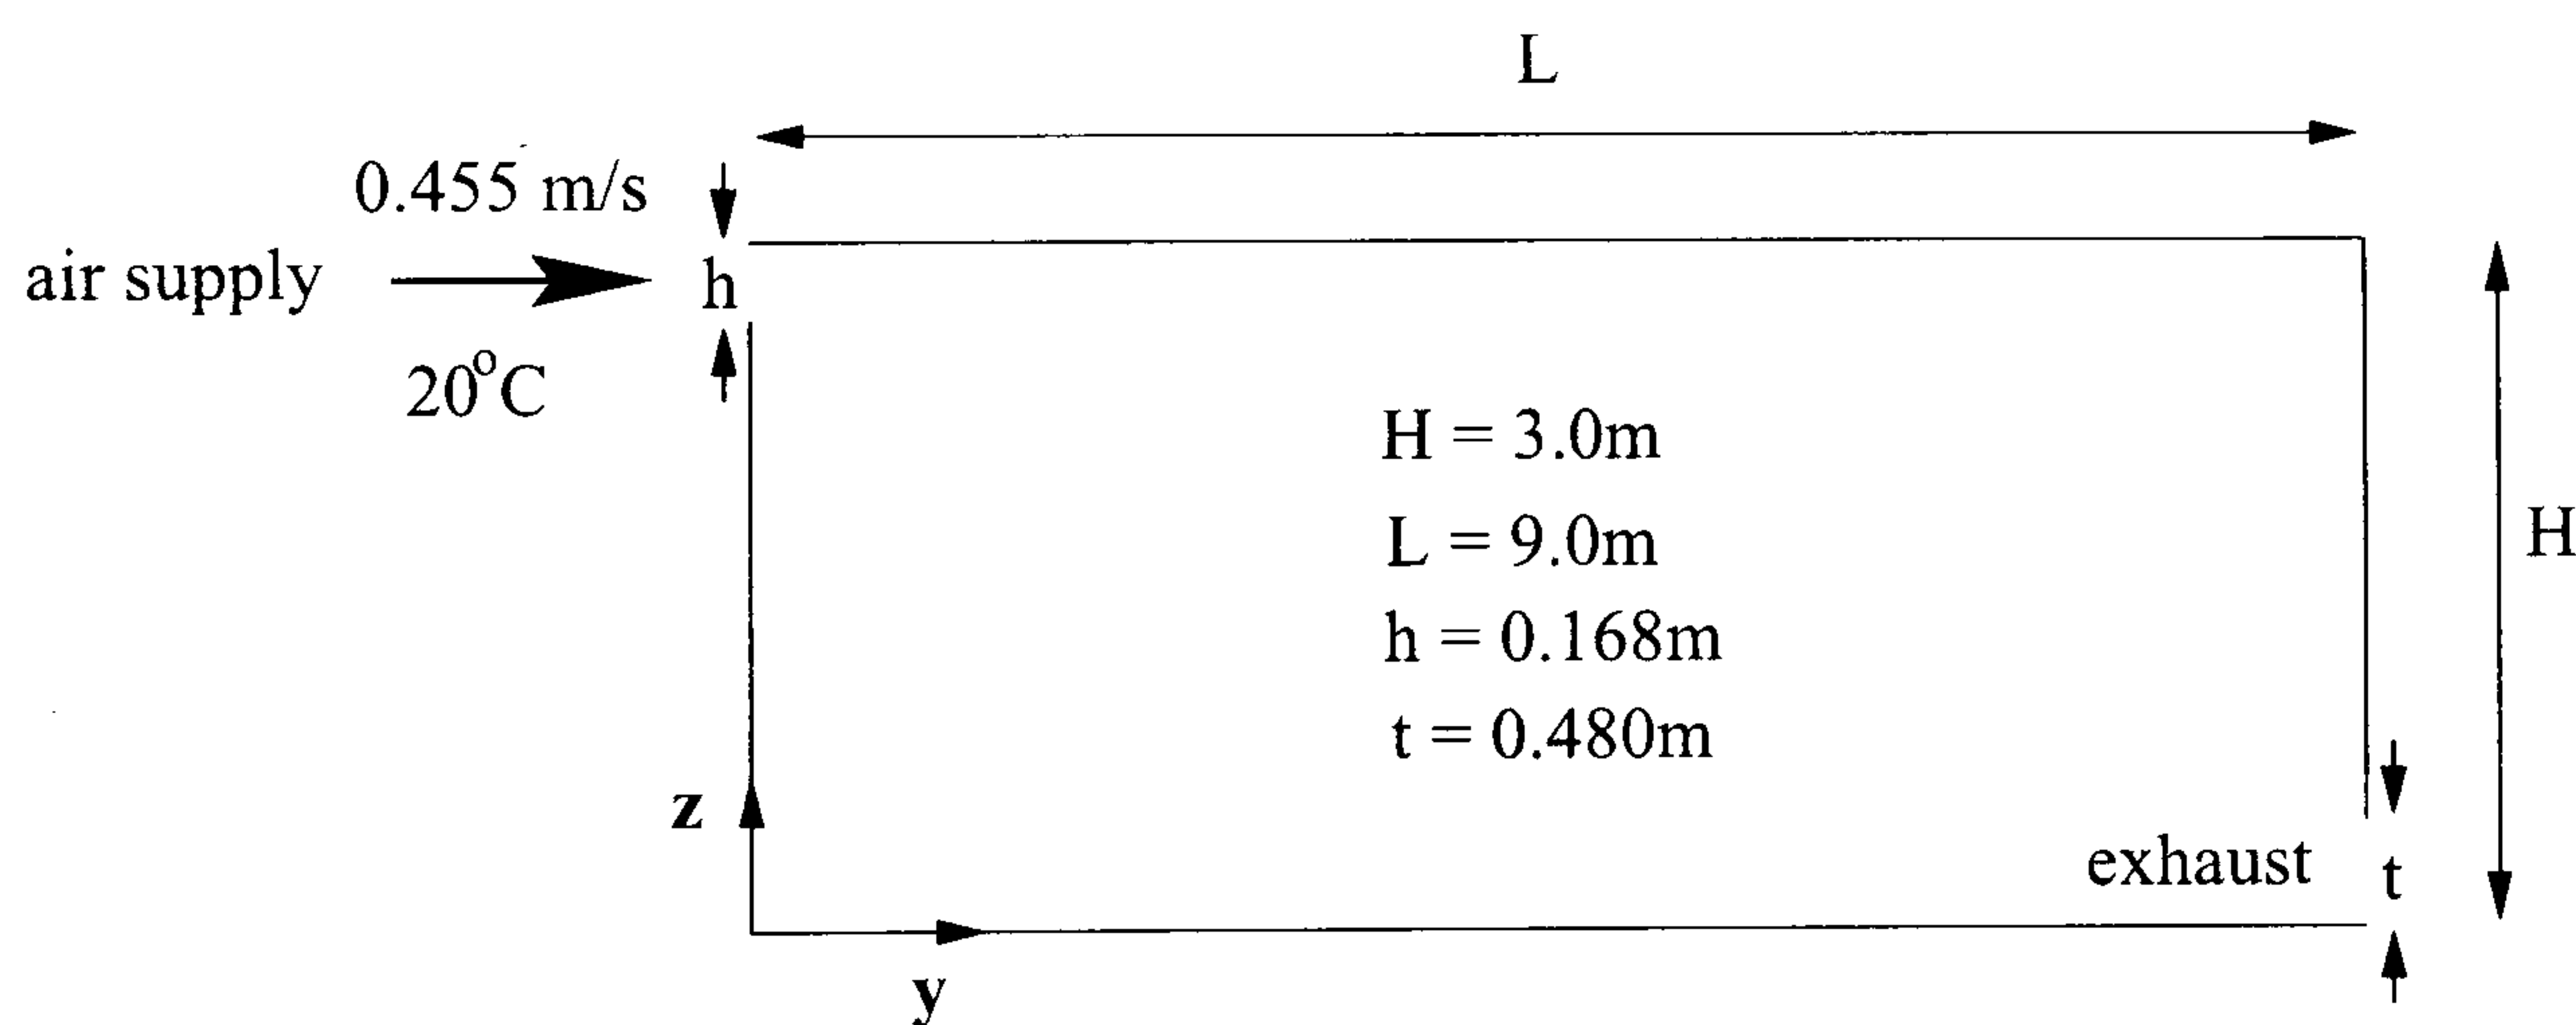 L
0.455 m/s
air supply
h
20°C
H = 3.0m
L = 9.0m
H
h = 0.168m
t = 0.480m
z
exhaust
t
y